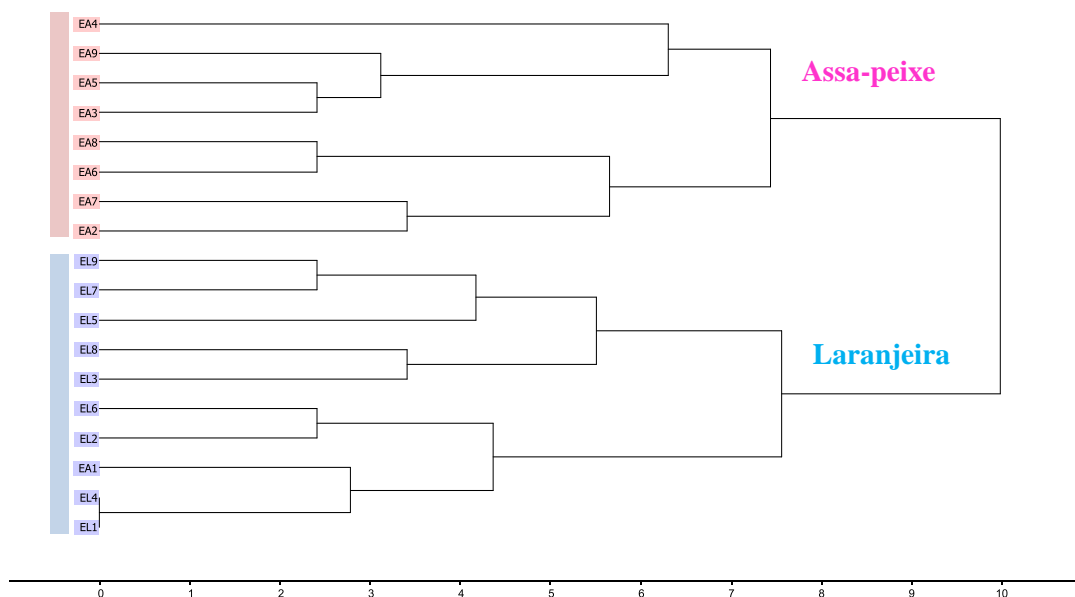 EA4
EA9
Assa-peixe
EA5
EA3
EA8
EA6
EA7
EA2
EL9
EL7
EL5
EL8
Laranjeira
EL3
EL6
EL2
EA1
EL4
EL1
0 1 2 3 4 5 6 7 8 9 10